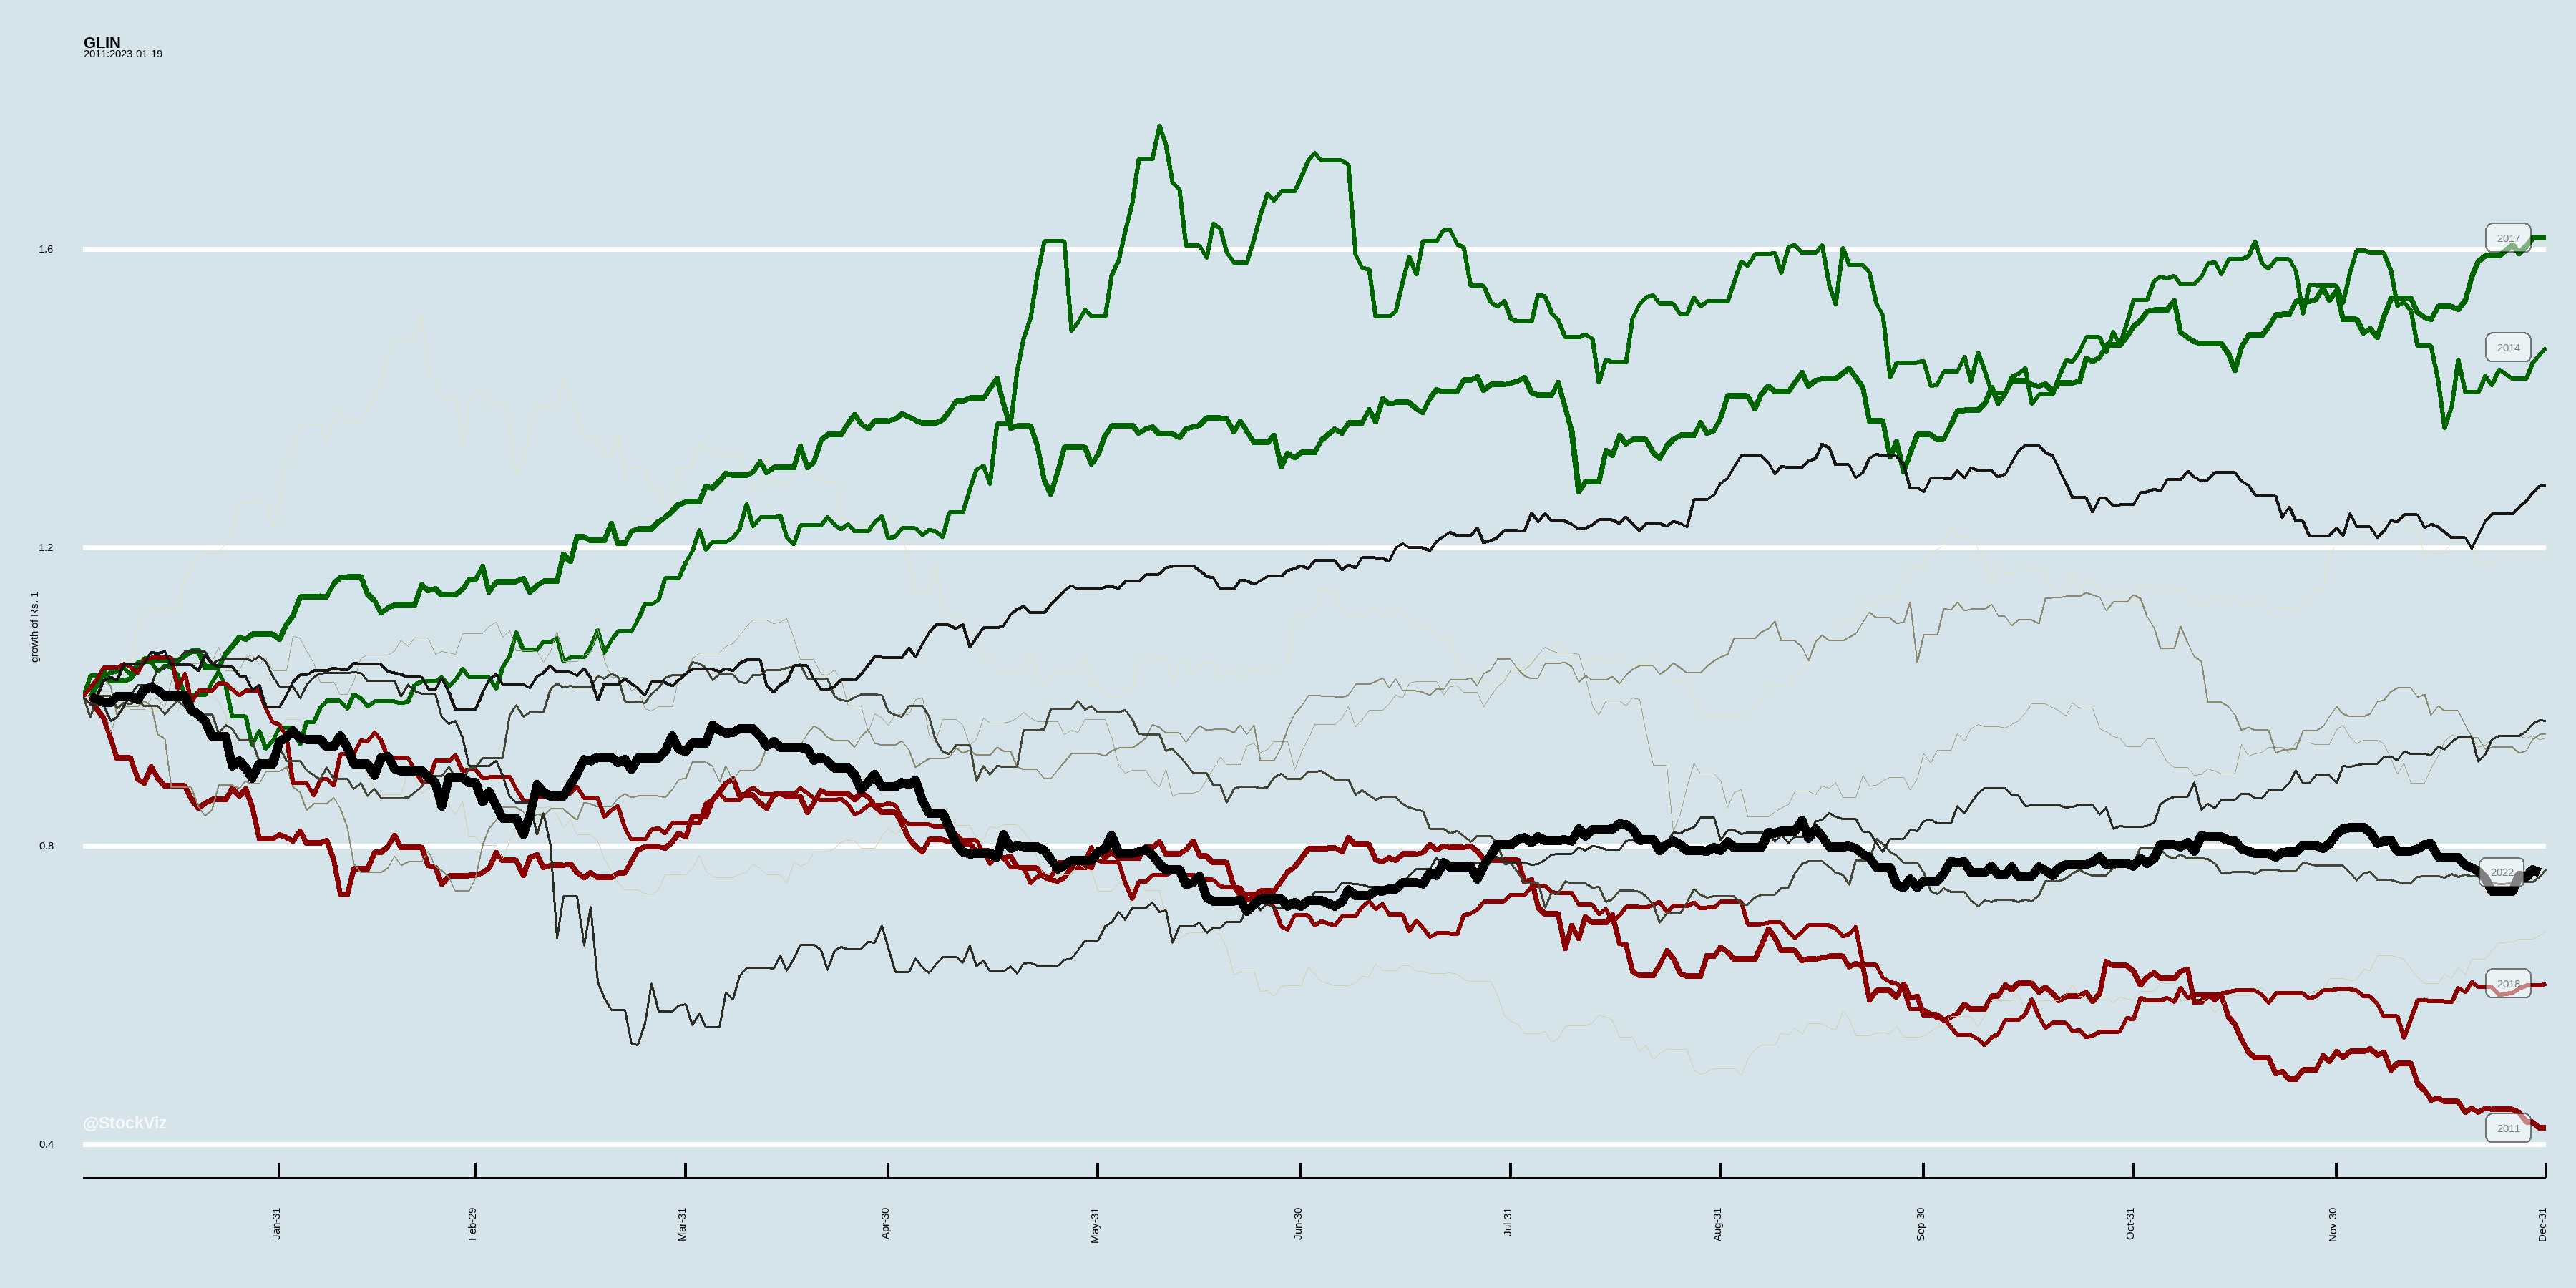 GLIN
2011:2023-01-19
growth of Rs. 1
1.6
1.2
0.8
0.4
2017
2014
2022
2018
2011
@StockViz
Jan-31
Feb-29
Mar-31
Apr-30
May-31
Jun-30
Jul-31
Aug-31
Sep-30
Oct-31
Nov-30
Dec-31